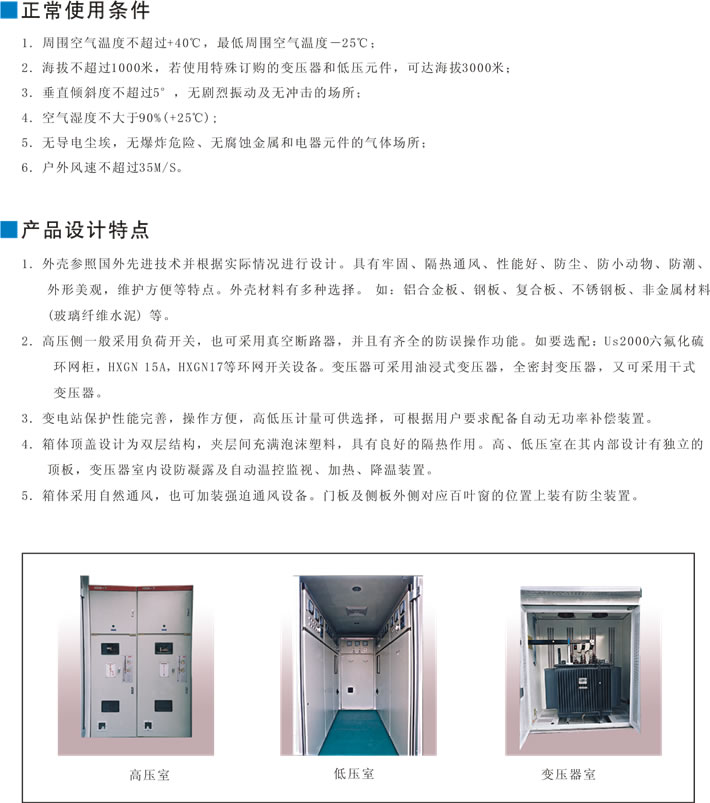 正常使用条件
1. 周围空气温度不超过+40℃，最低周围空气温度－25℃；
2. 海拔不超过1000米，若使用特殊订购的变压器和低压元件，可达海拔3000米；
3. 垂直倾斜度不超过5°，无剧烈振动及无冲击的场所；
4. 空气湿度不大于90%(+25℃)；
5. 无导电尘埃，无爆炸危险、无腐蚀金属和电器元件的气体场所；
6. 户外风速不超过35M/S。
产品设计特点
1. 外壳参照国外先进技术并根据实际情况进行设计。具有牢固、隔热通风、性能好、防尘、防小动物、防潮、
外形美观，维护方便等特点。外壳材料有多种选择。 如：铝合金板、钢板、复合板、不锈钢板、非金属材料
(玻璃纤维水泥) 等。
2. 高压侧一般采用负荷开关，也可采用真空断路器，并且有齐全的防误操作功能。如要选配：Us2000六氟化硫
环网柜，HXGN 15A，HXGN17等环网开关设备。变压器可采用油浸式变压器，全密封变压器，又可采用干式
变压器。
3. 变电站保护性能完善，操作方便，高低压计量可供选择，可根据用户要求配备自动无功率补偿装置。
4. 箱体顶盖设计为双层结构，夹层间充满泡沫塑料，具有良好的隔热作用。高、低压室在其内部设计有独立的
顶板，变压器室内设防凝露及自动温控监视、加热、降温装置。
5. 箱体采用自然通风，也可加装强迫通风设备。门板及侧板外侧对应百叶窗的位置上装有防尘装置。
高压室 低压室 变压器室